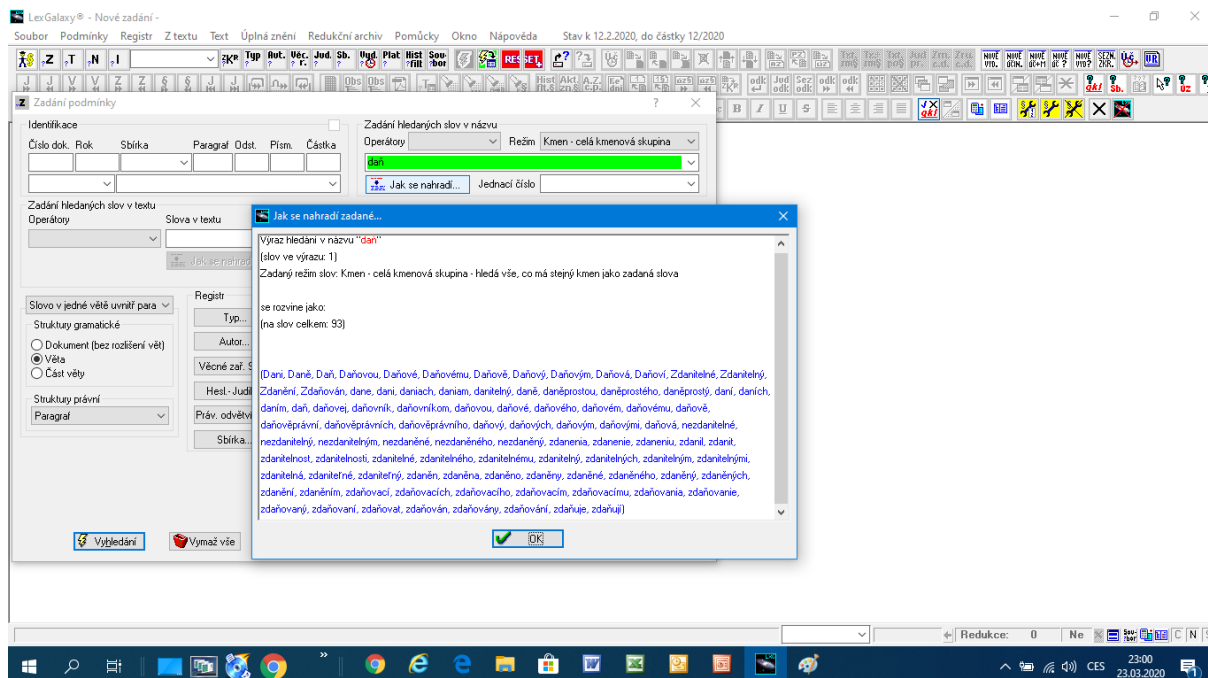 LexGalaxy® - Nové zadání -
Soubor Podmínky Registr Z textu Text Úplná znění Redukční archiv Pomůcky Okno Nápověda Stav k 12.2.2020, do částky 12/2020
Zadání podmínky
Identifikace
Číslo dok. Rok Sbírka Paragraf Odst. Písm. Částka
Zadání hledaných slov v názvu
Operátory Režim Kmen - celá kmenová skupina
daň
Jak se nahradí... Jednací číslo
Zadání hledaných slov v textu
Operátory Slova v textu
Jak se nahrad
Slovo v jedné větě uvnitř para
Struktury gramatické
Dokument (bez rozlišení vět)
Věta
Část věty
Struktury právní
Paragraf
Registr
Typ...
Autor...
Věcné zař. S
Hesl.- Judi
Práv. odvětví
Sbírka...
Vyhledání Vymaž vše
Jak se nahradí zadané...
Výraz hledání v názvu "daň"
(slov ve výrazu: 1)
Zadaný režim slov: Kmen - celá kmenová skupina - hledá vše, co má stejný kmen jako zadaná slova
se rozvine jako:
(na slov celkem: 93)
(Dani, Daně, Daň, Daňovou, Daňové, Daňovému, Daňově, Daňový, Daňovým, Daňová, Daňoví, Zdanitelné, Zdanitelný,
Zdanění, Zdaňován, dane, dani, daniach, daniam, danitelný, daně, daněprostou, daněprostého, daněprostý, daní, daních,
daním, daň, daňovej, daňovník, daňovníkom, daňovou, daňové, daňového, daňovém, daňovému, daňově,
daňověprávní, daňověprávních, daňověprávního, daňový, daňových, daňovým, daňovými, daňová, nezdanitelné,
nezdanitelný, nezdanitelným, nezdaněné, nezdaněného, nezdaněný, zdanenia, zdanenie, zdaneniu, zdanil, zdanit,
zdanitelnost, zdanitelnosti, zdanitelné, zdanitelného, zdanitelnému, zdanitelný, zdanitelných, zdanitelným, zdanitelnými,
zdanitelná, zdaniteľné, zdaniteľný, zdaněn, zdaněna, zdaněno, zdaněny, zdaněné, zdaněného, zdaněný, zdaněných,
zdanění, zdaněním, zdaňovací, zdaňovacích, zdaňovacího, zdaňovacím, zdaňovacímu, zdaňovania, zdaňovanie,
zdaňovaný, zdaňovaní, zdaňovat, zdaňován, zdaňovány, zdaňování, zdaňuje, zdaňují)
OK
Redukce: 0 Ne
CES
23:00
23.03.2020